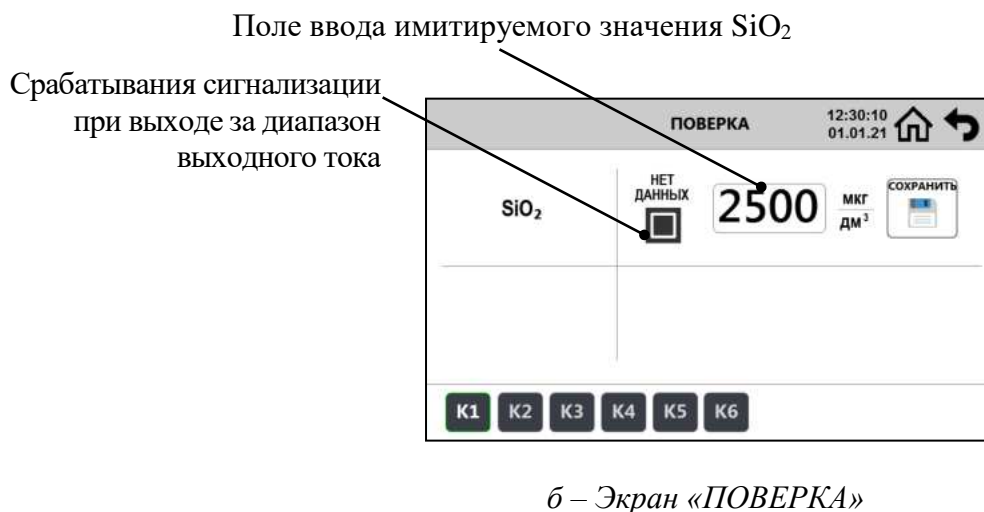 Поле ввода имитируемого значения SiO₂
Срабатывания сигнализации
при выходе за диапазон
выходного тока
ПОВЕРКА
12:30:10
01.01.21
SiO₂
НЕТ
ДАННЫХ
2500
МКГ
ДМ³
СОХРАНИТЬ
К1 К2 К3 К4 К5 К6
б – Экран «ПОВЕРКА»